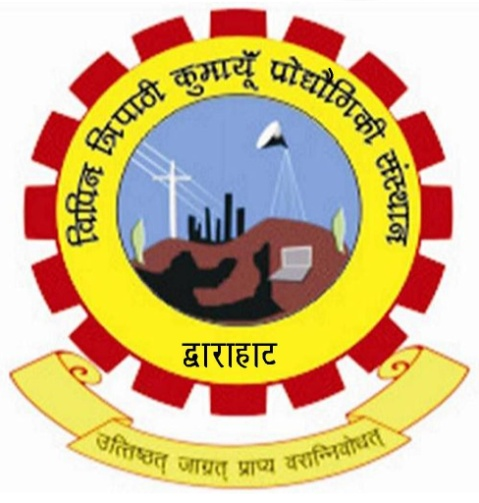 विपिन त्रिपाठी कुमायूँ प्रोद्यौगिकी संस्थान
द्वाराहाट
उत्तिष्ठत् जाग्रत् प्राप्य वरान्निवोधत्